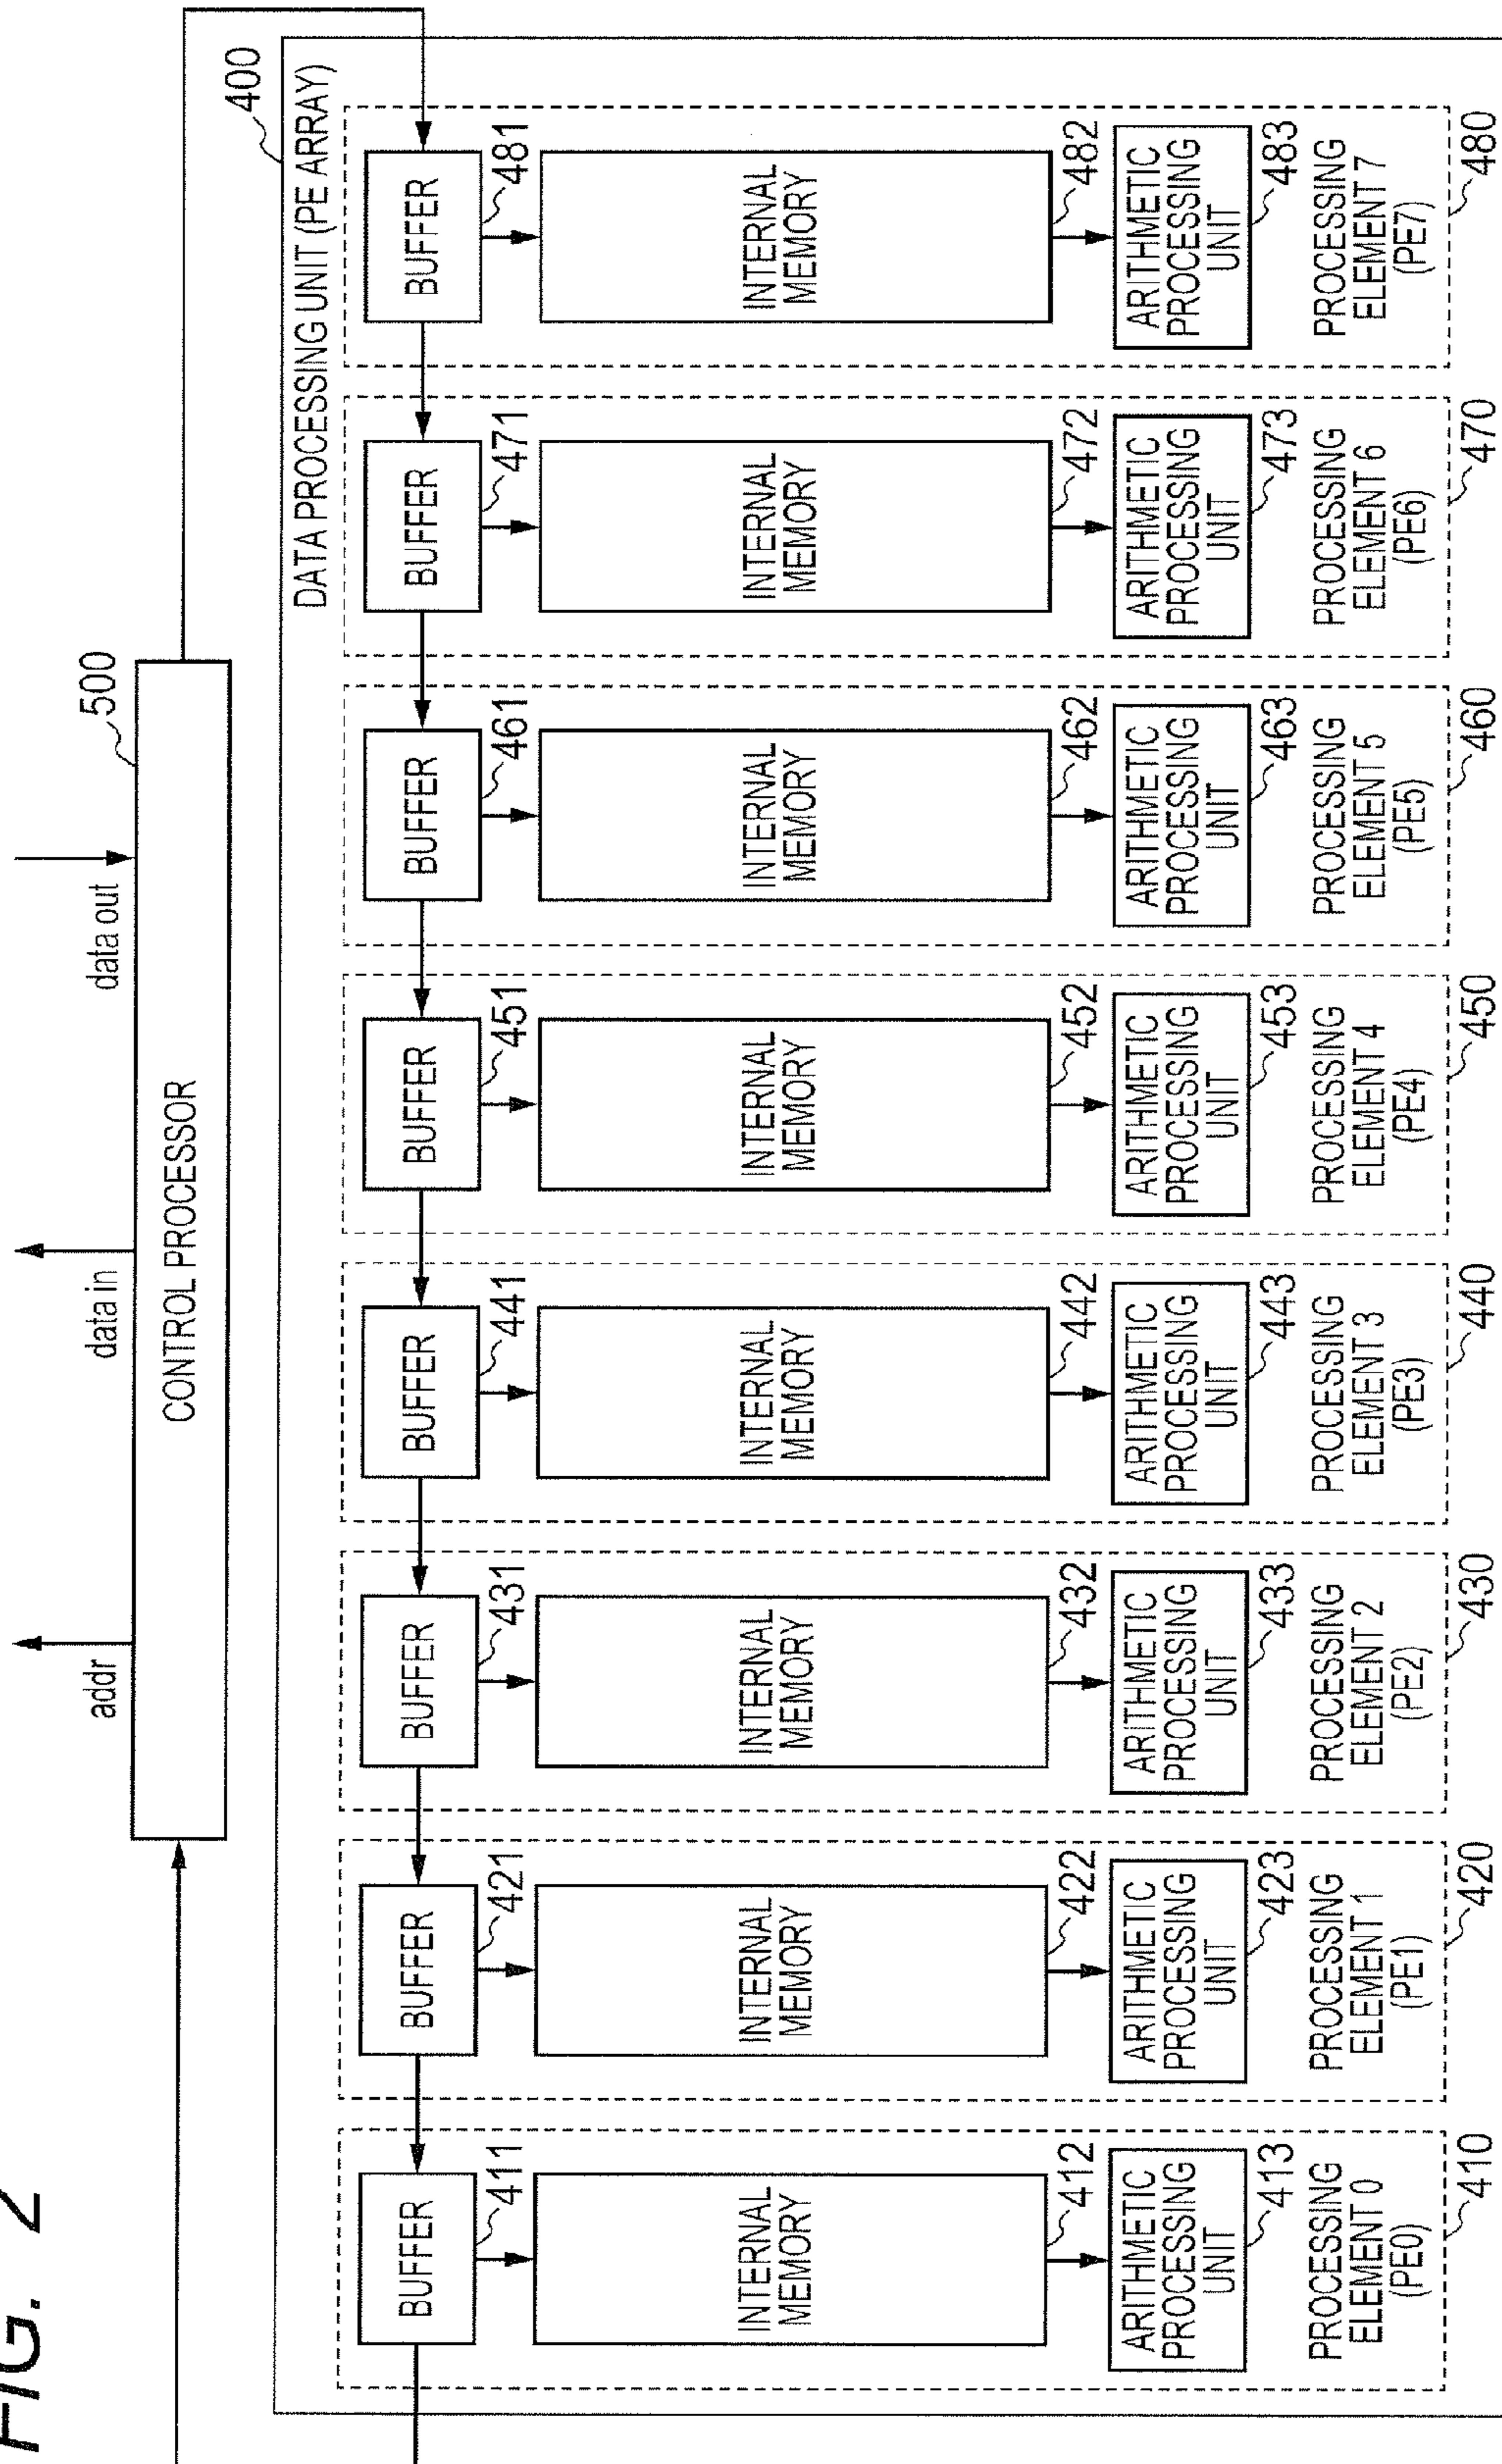 FIG. 2
addr
data in
data out
500
CONTROL PROCESSOR
400
DATA PROCESSING UNIT (PE ARRAY)
BUFFER
411
INTERNAL
MEMORY
412
ARITHMETIC
PROCESSING
UNIT
413
PROCESSING
ELEMENT 0
(PE0)
410
BUFFER
421
INTERNAL
MEMORY
422
ARITHMETIC
PROCESSING
UNIT
423
PROCESSING
ELEMENT 1
(PE1)
420
BUFFER
431
INTERNAL
MEMORY
432
ARITHMETIC
PROCESSING
UNIT
433
PROCESSING
ELEMENT 2
(PE2)
430
BUFFER
441
INTERNAL
MEMORY
442
ARITHMETIC
PROCESSING
UNIT
443
PROCESSING
ELEMENT 3
(PE3)
440
BUFFER
451
INTERNAL
MEMORY
452
ARITHMETIC
PROCESSING
UNIT
453
PROCESSING
ELEMENT 4
(PE4)
450
BUFFER
461
INTERNAL
MEMORY
462
ARITHMETIC
PROCESSING
UNIT
463
PROCESSING
ELEMENT 5
(PE5)
460
BUFFER
471
INTERNAL
MEMORY
472
ARITHMETIC
PROCESSING
UNIT
473
PROCESSING
ELEMENT 6
(PE6)
470
BUFFER
481
INTERNAL
MEMORY
482
ARITHMETIC
PROCESSING
UNIT
483
PROCESSING
ELEMENT 7
(PE7)
480